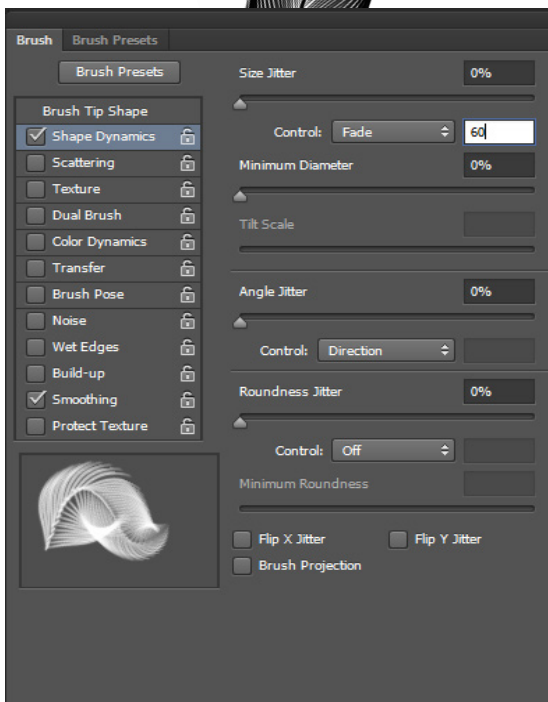 Brush Brush Presets
Brush Presets
Brush Tip Shape
Shape Dynamics
Scattering
Texture
Dual Brush
Color Dynamics
Transfer
Brush Pose
Noise
Wet Edges
Build-up
Smoothing
Protect Texture
Size Jitter 0%
Control: Fade 60
Minimum Diameter 0%
Tilt Scale
Angle Jitter 0%
Control: Direction
Roundness Jitter 0%
Control: Off
Minimum Roundness
Flip X Jitter Flip Y Jitter
Brush Projection